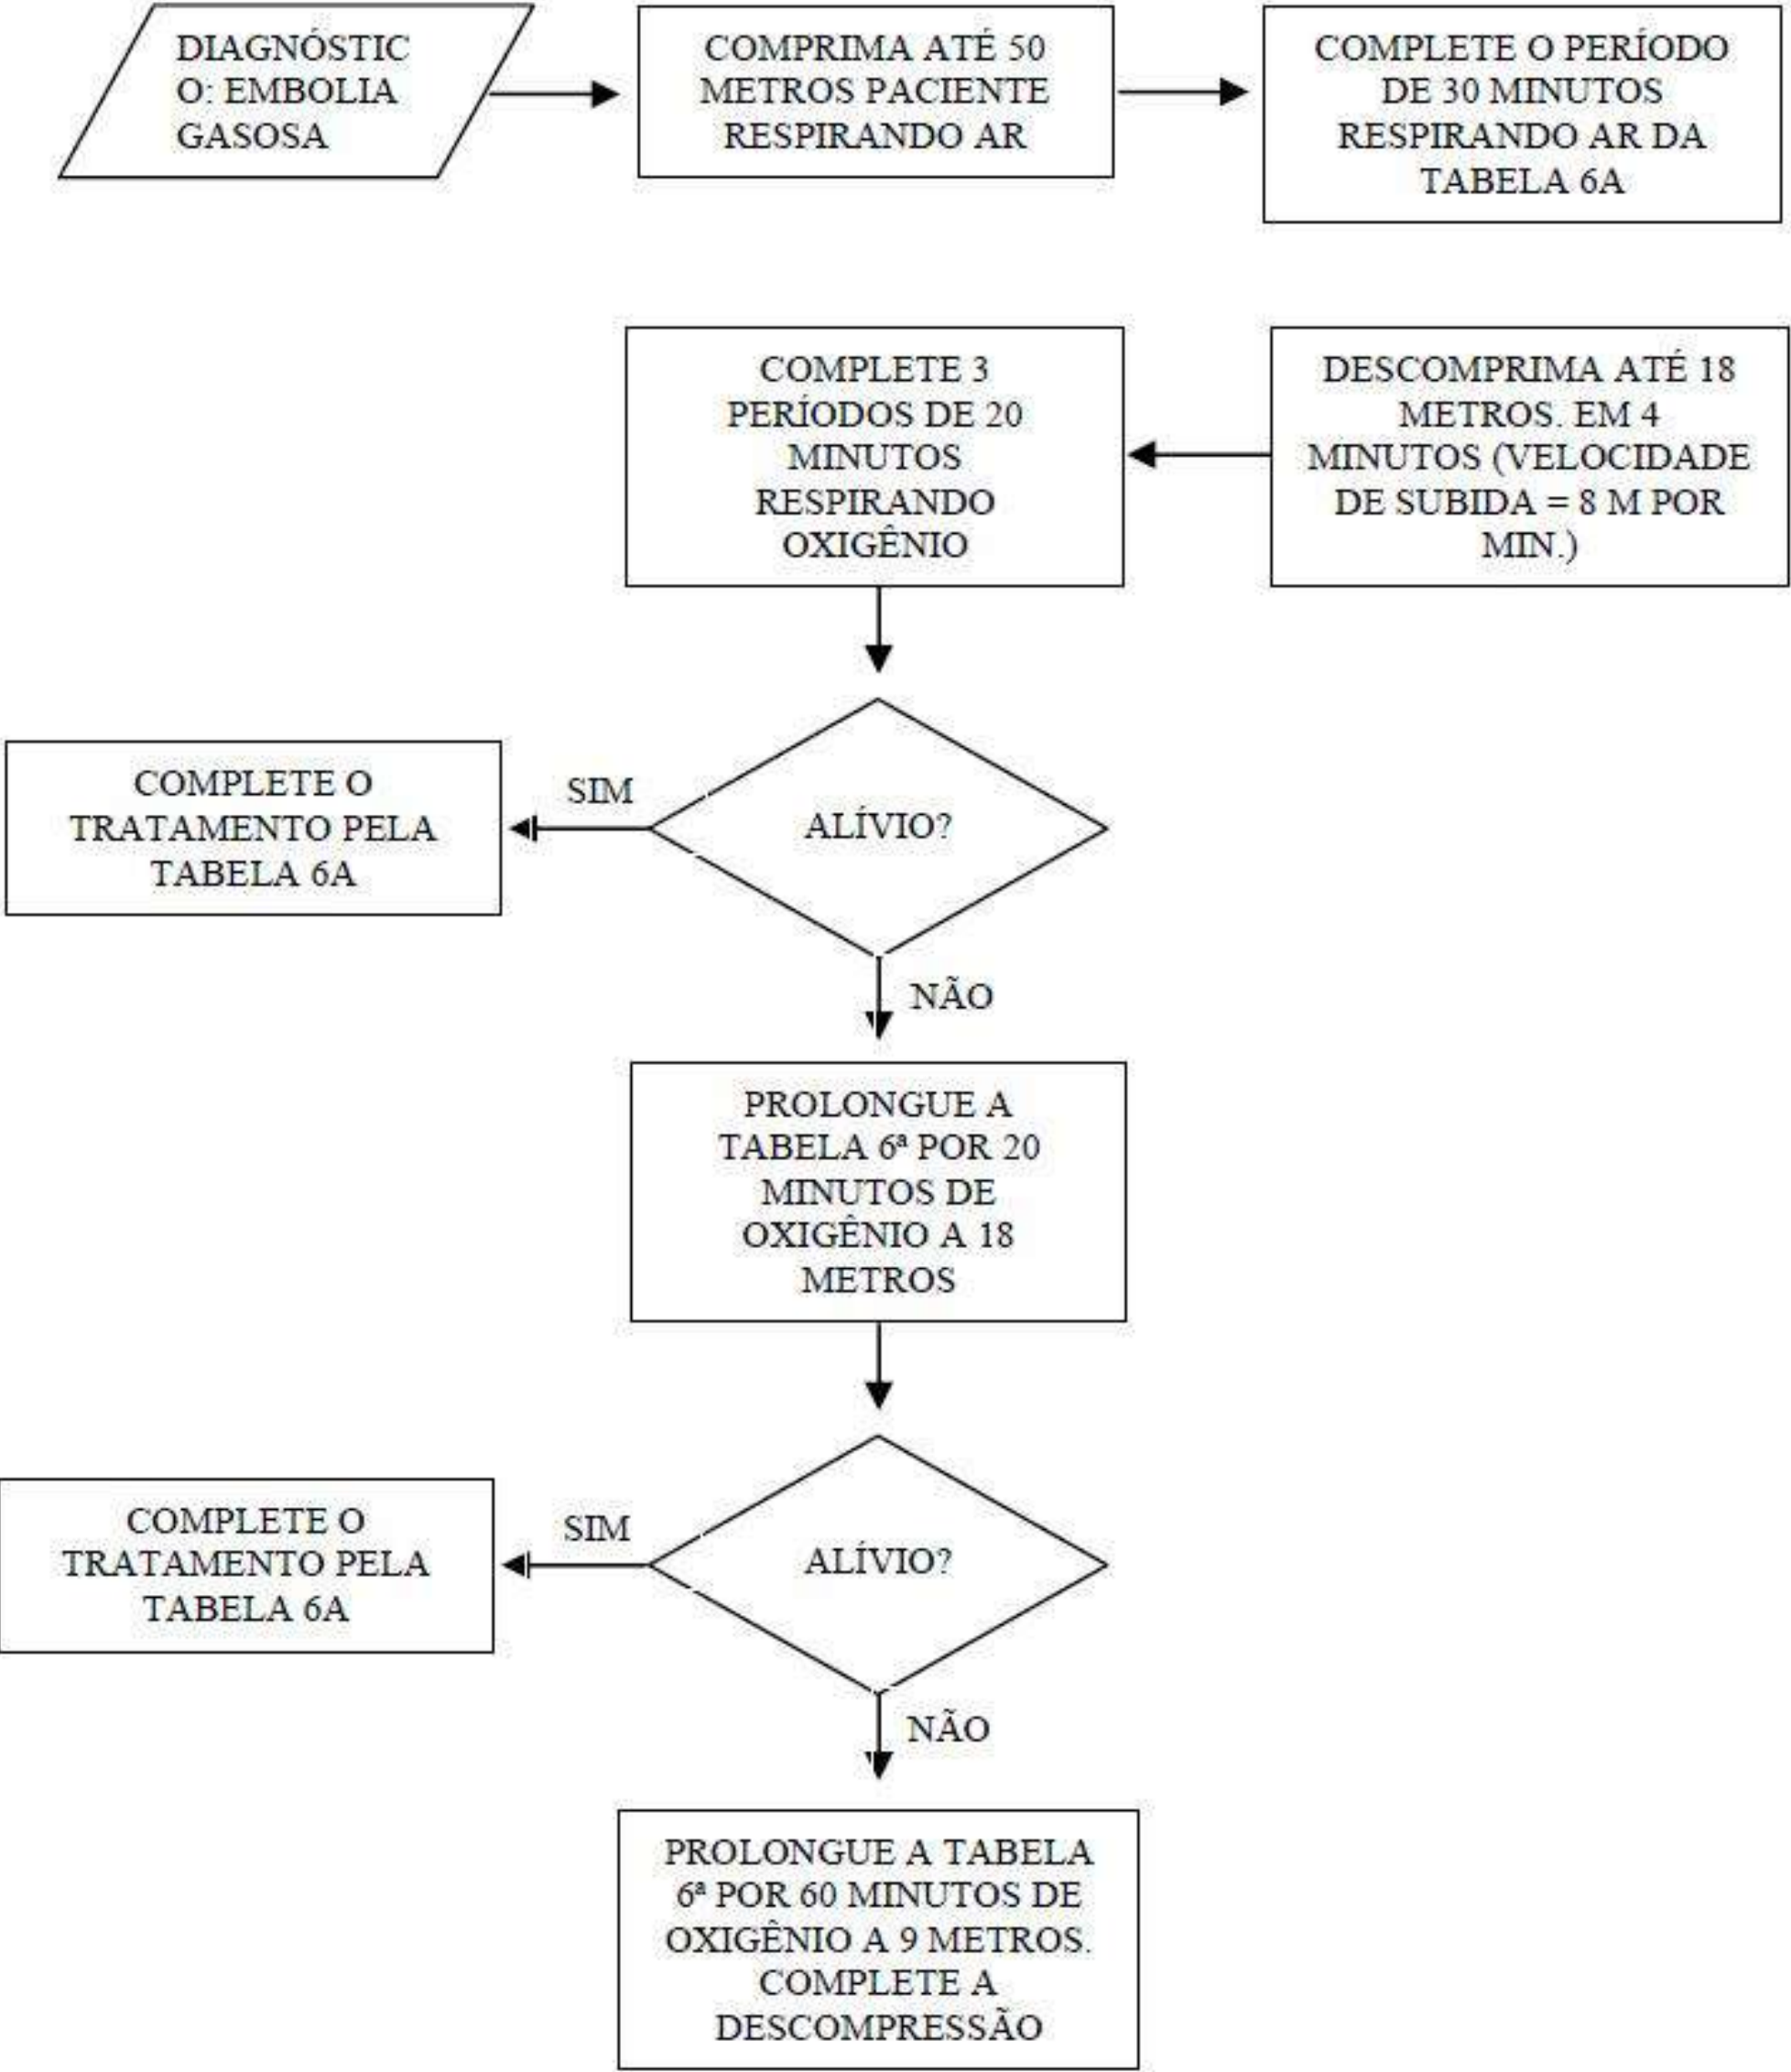 DIAGNÓSTIC
O: EMBOLIA
GASOSA
COMPRIMA ATÉ 50
METROS PACIENTE
RESPIRANDO AR
COMPLETE O PERÍODO
DE 30 MINUTOS
RESPIRANDO AR DA
TABELA 6A
DESCOMPRIMA ATÉ 18
METROS. EM 4
MINUTOS (VELOCIDADE
DE SUBIDA = 8 M POR
MIN.)
COMPLETE 3
PERÍODOS DE 20
MINUTOS
RESPIRANDO
OXIGÊNIO
ALÍVIO?
SIM
COMPLETE O
TRATAMENTO PELA
TABELA 6A
NÃO
PROLONGUE A
TABELA 6ª POR 20
MINUTOS DE
OXIGÊNIO A 18
METROS
ALÍVIO?
SIM
COMPLETE O
TRATAMENTO PELA
TABELA 6A
NÃO
PROLONGUE A TABELA
6ª POR 60 MINUTOS DE
OXIGÊNIO A 9 METROS.
COMPLETE A
DESCOMPRESSÃO